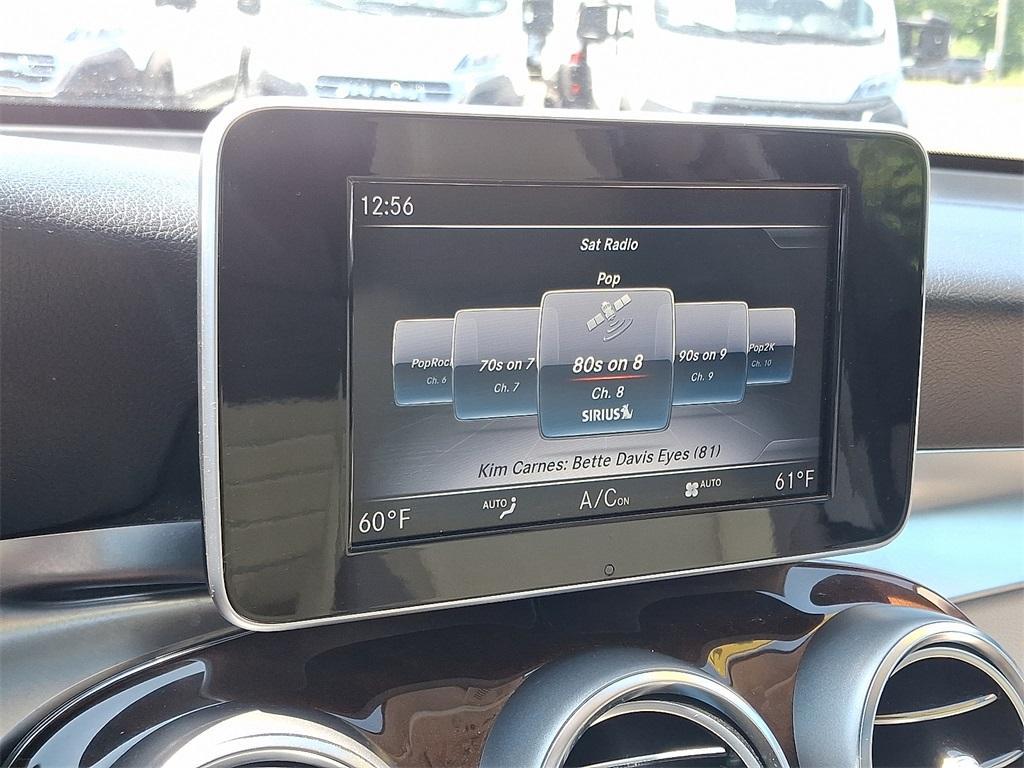 12:56
Sat Radio
Pop
PopRock
70s on 7
80s on 8
90s on 9
Pop2K
Ch. 6
Ch. 7
Ch. 8
Ch. 9
Ch. 10
SIRIUS
Kim Carnes: Bette Davis Eyes (81)
60°F
AUTO
A/C ON
AUTO
61°F